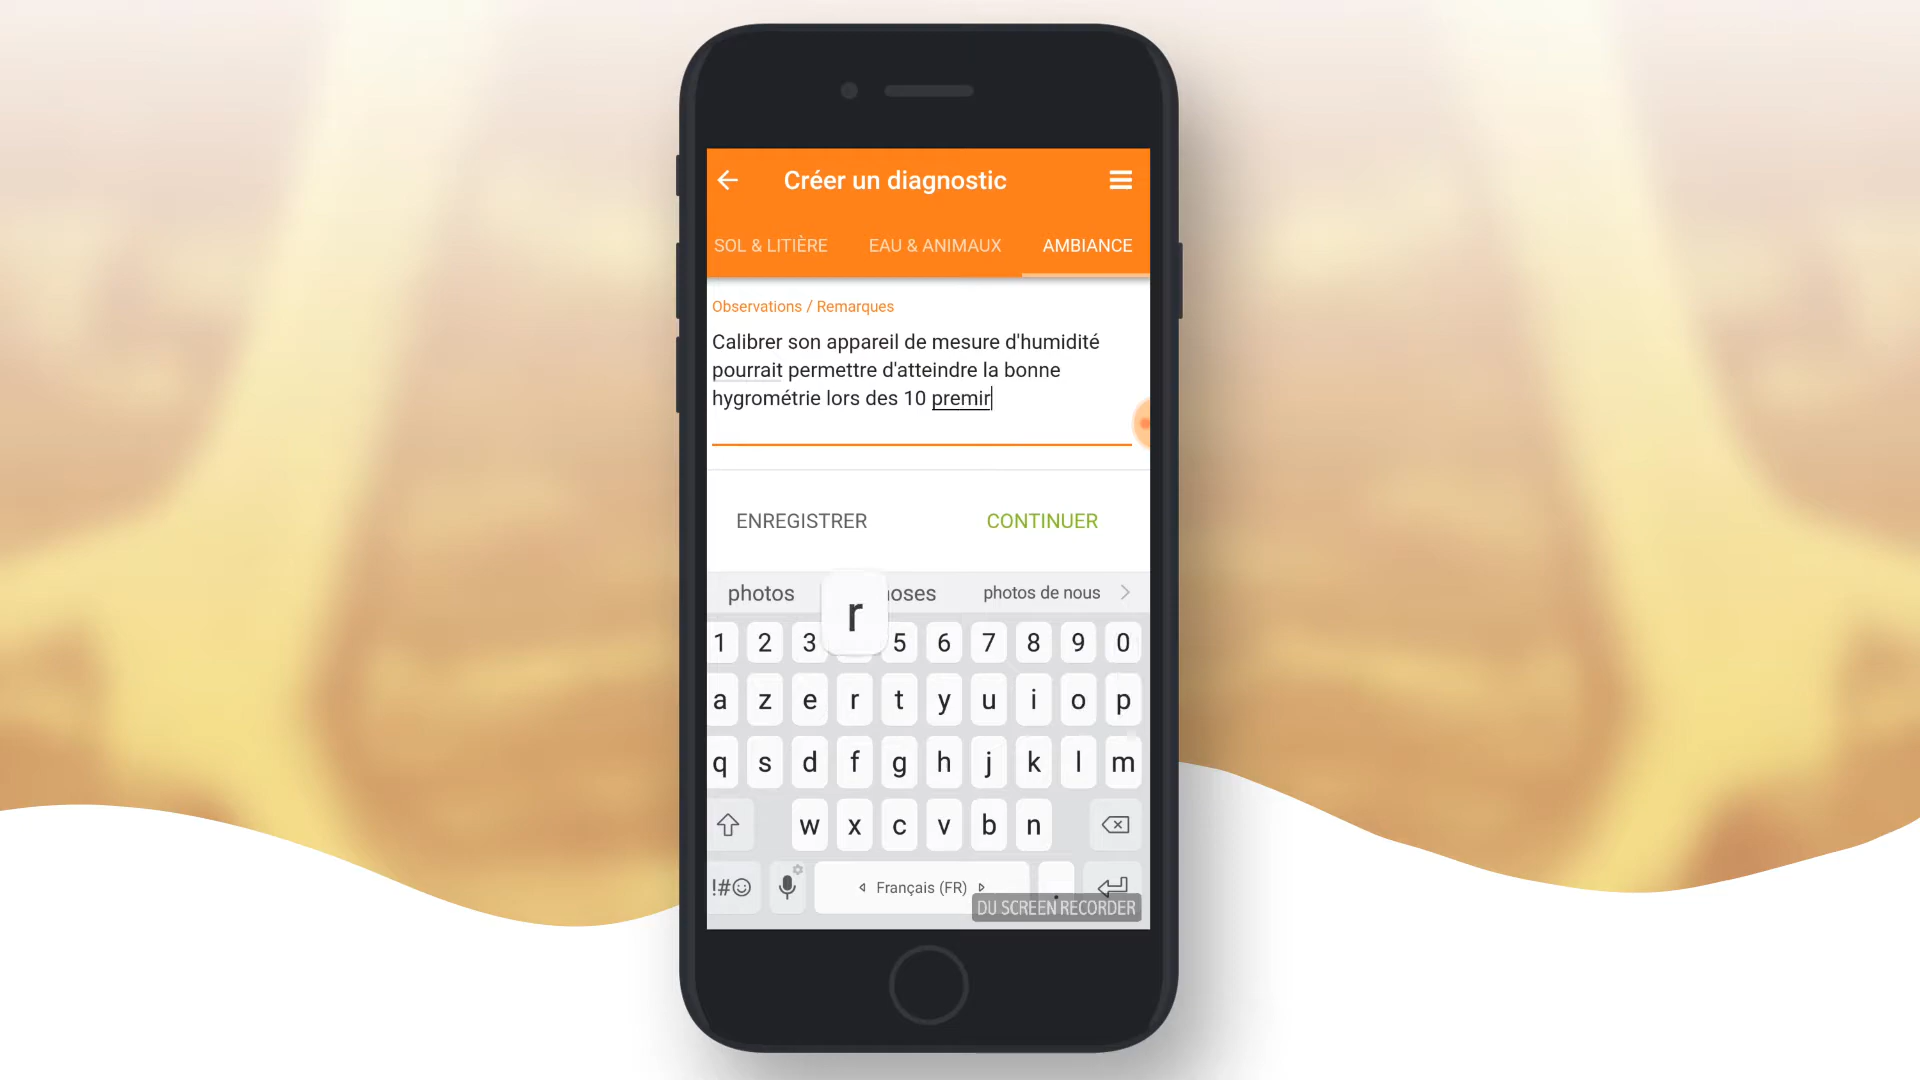 Créer un diagnostic
SOL & LITIÈRE EAU & ANIMAUX AMBIANCE
Observations / Remarques
Calibrer son appareil de mesure d'humidité
pourrait permettre d'atteindre la bonne
hygrométrie lors des 10 premir
ENREGISTRER CONTINUER
photos photos de nous
r
1 2 3 5 6 7 8 9 0
a z e r t y u i o p
q s d f g h j k l m
w x c v b n
!#☺ Français (FR) .
DU SCREEN RECORDER